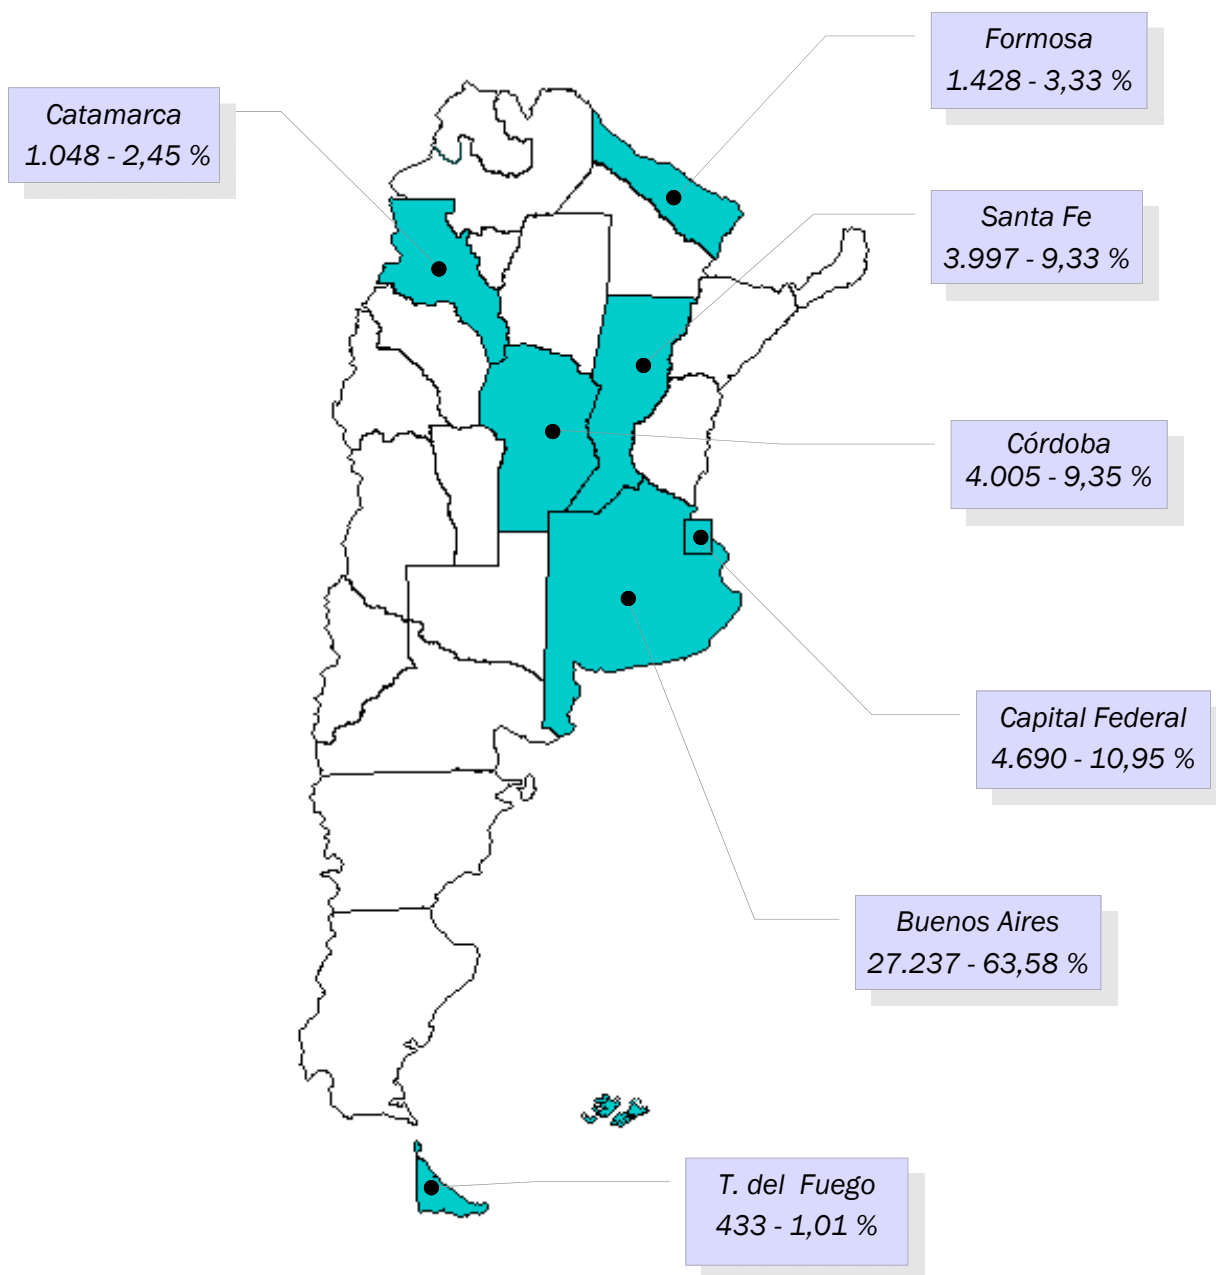 Formosa
1.428 - 3,33 %
Catamarca
1.048 - 2,45 %
Santa Fe
3.997 - 9,33 %
Córdoba
4.005 - 9,35 %
Capital Federal
4.690 - 10,95 %
Buenos Aires
27.237 - 63,58 %
T. del Fuego
433 - 1,01 %